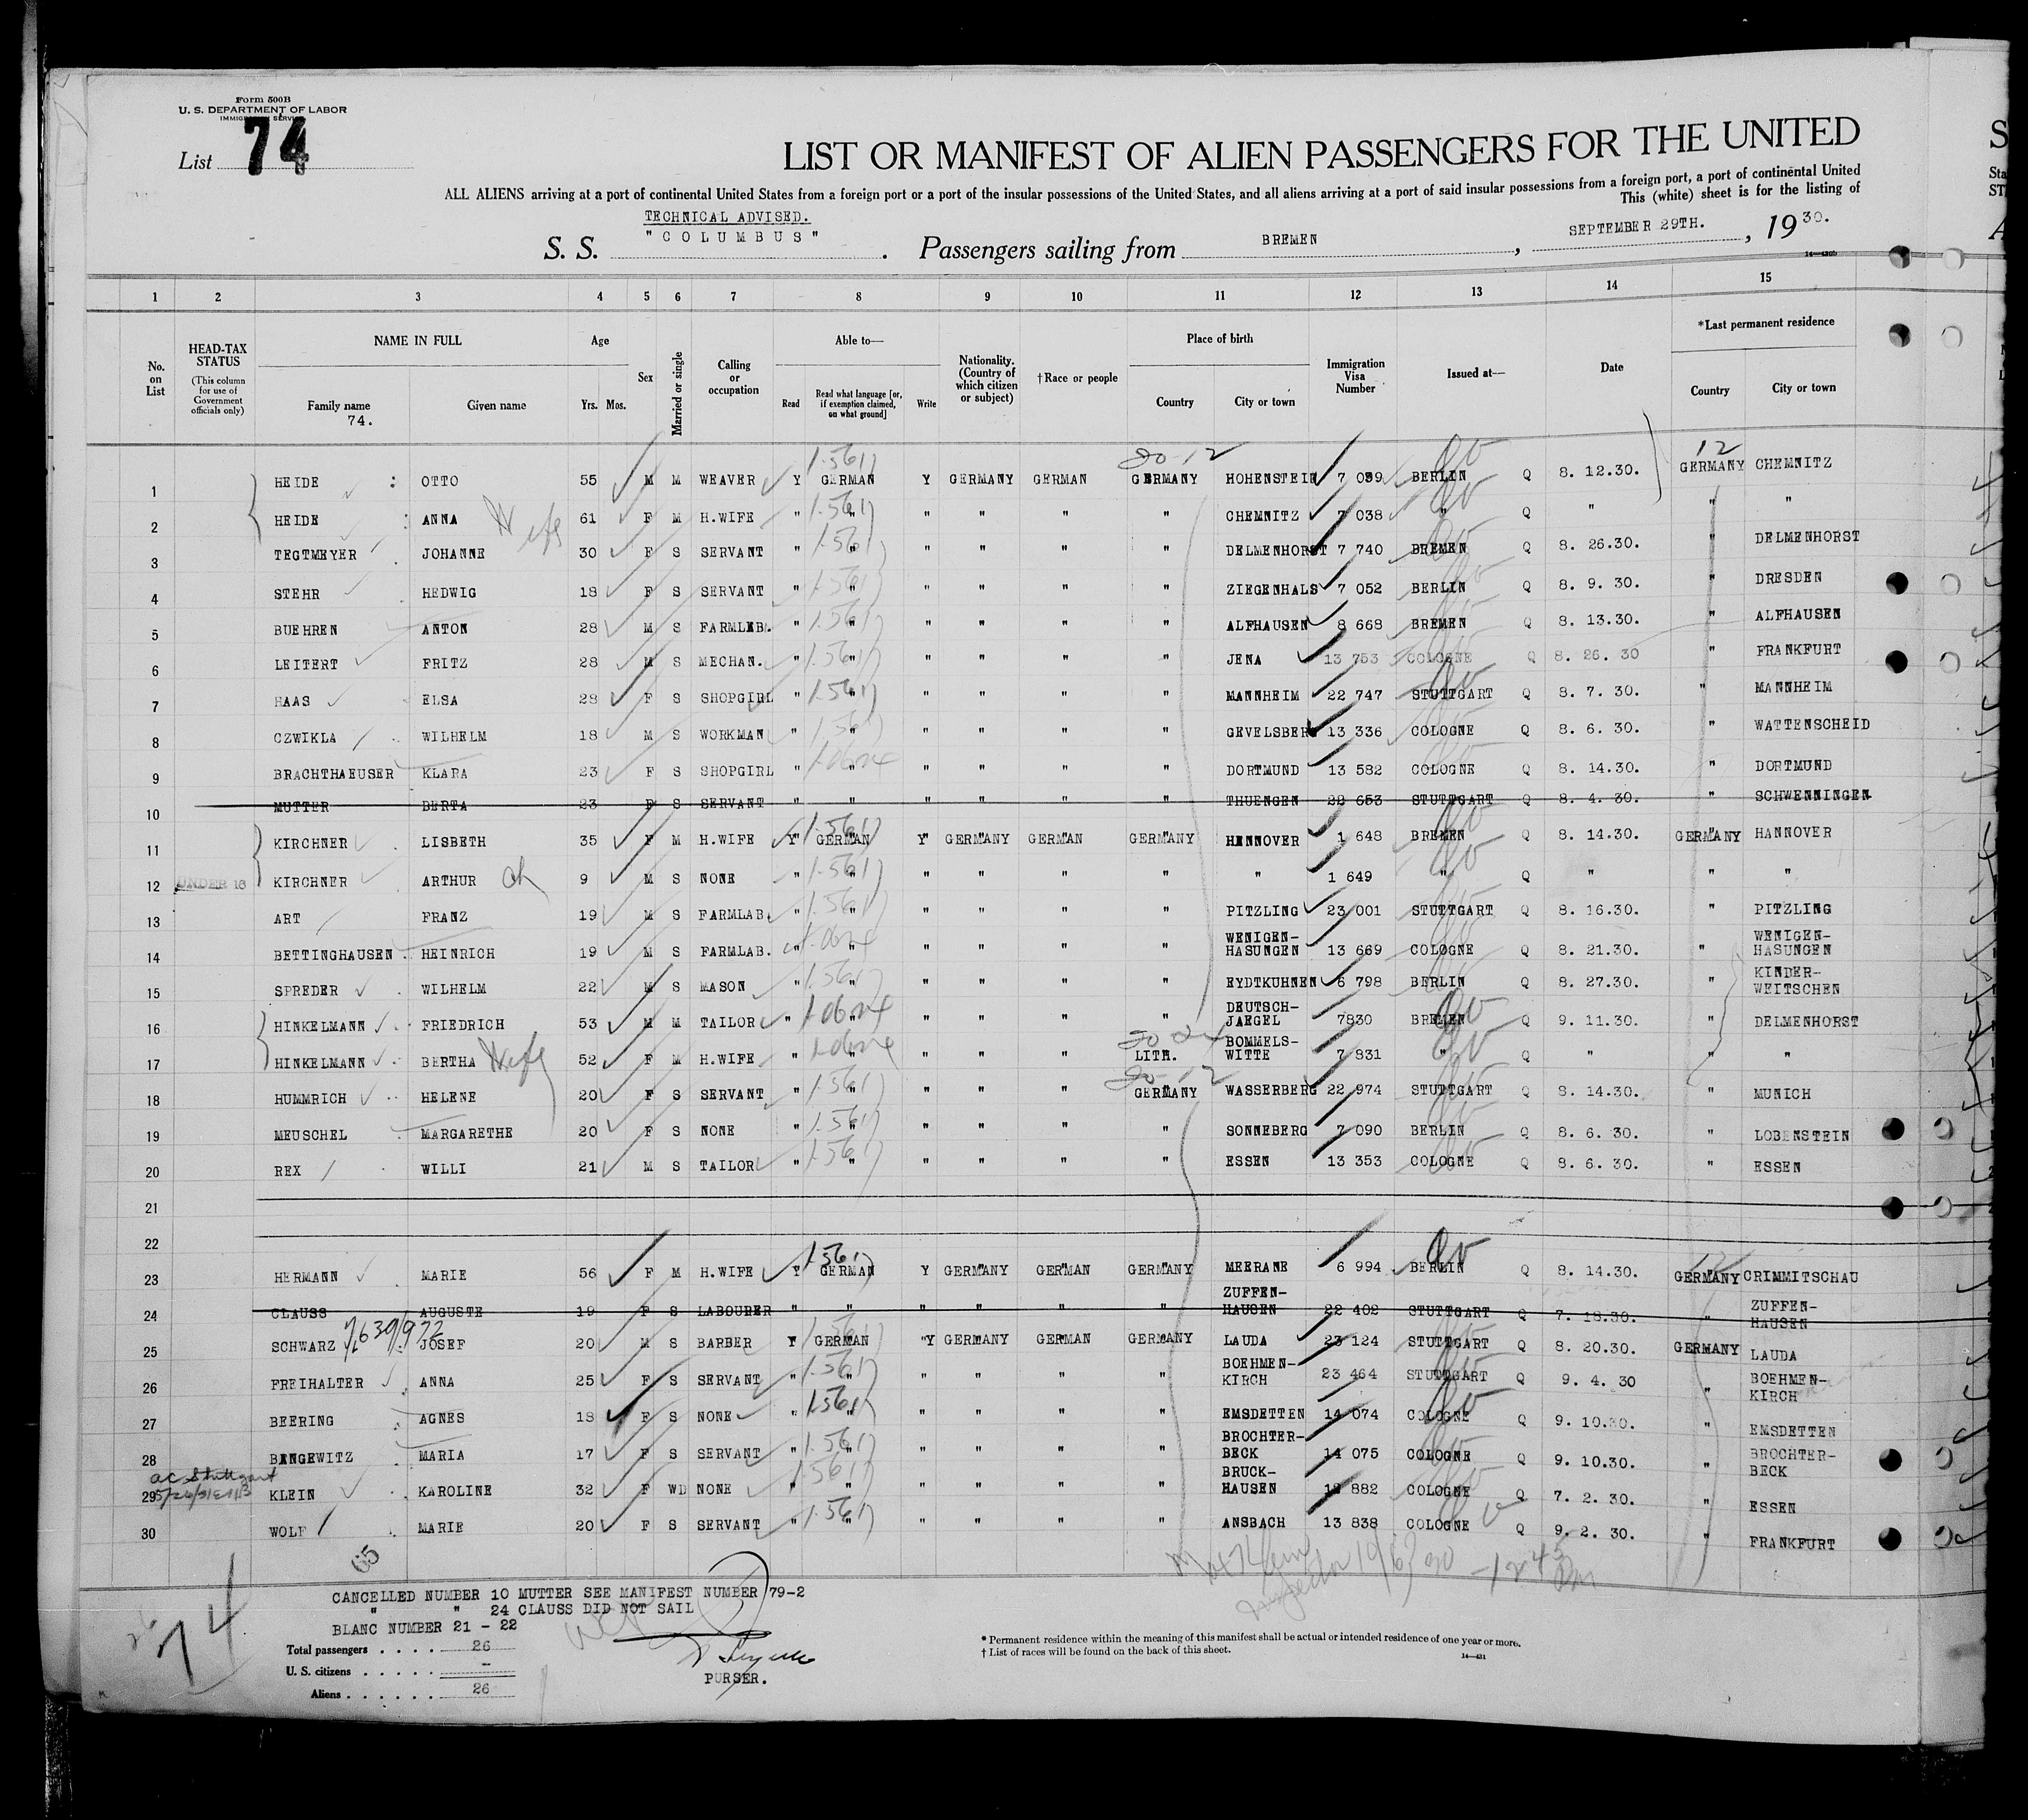 Form 500B
U. S. DEPARTMENT OF LABOR
IMMIGRATION SERVICE
List 74
LIST OR MANIFEST OF ALIEN PASSENGERS FOR THE UNITED
ALL ALIENS arriving at a port of continental United States from a foreign port or a port of the insular possessions of the United States, and all aliens arriving at a port of said insular possessions from a foreign port, a port of continental United
This (white) sheet is for the listing of
TECHNICAL ADVISED.
S. S. "COLUMBUS". Passengers sailing from BREMEN, SEPTEMBER 29TH., 1930.
1 2 3 4 5 6 7 8 9 10 11 12 13 14 15
No. on List
HEAD-TAX STATUS (This column for use of Government officials only)
NAME IN FULL Family name Given name
74.
Age Yrs. Mos.
Sex
Married or single
Calling or occupation
Able to— Read Read what language [or, if exemption claimed, on what ground] Write
Nationality. (Country of which citizen or subject)
†Race or people
Place of birth Country City or town
Immigration Visa Number
Issued at—
Date
*Last permanent residence Country City or town
1 HEIDE : OTTO 55 M M WEAVER Y GERMAN Y GERMANY GERMAN GERMANY HOHENSTEIN 7 039 BERLIN Q 8. 12.30. GERMANY CHEMNITZ
2 HEIDE : ANNA Wife 61 F M H.WIFE " " " " " " CHEMNITZ 7 038 " Q " " "
3 TEGTMEYER JOHANNE 30 F S SERVANT " " " " " " DELMENHORST 7 740 BREMEN Q 8. 26.30. " DELMENHORST
4 STEHR HEDWIG 18 F S SERVANT " " " " " " ZIEGENHALS 7 052 BERLIN Q 8. 9. 30. " DRESDEN
5 BUEHREN ANTON 28 M S FARMLAB. " " " " " " ALFHAUSEN 8 668 BREMEN Q 8. 13.30. " ALFHAUSEN
6 LEITERT FRITZ 28 M S MECHAN. " " " " " " JENA 13 753 COLOGNE Q 8. 26. 30 " FRANKFURT
7 HAAS ELSA 28 F S SHOPGIRL " " " " " " MANNHEIM 22 747 STUTTGART Q 8. 7. 30. " MANNHEIM
8 CZWIKLA WILHELM 18 M S WORKMAN " " " " " " GEVELSBERG 13 336 COLOGNE Q 8. 6. 30. " WATTENSCHEID
9 BRACHTHAEUSER KLARA 23 F S SHOPGIRL " " " " " " DORTMUND 13 582 COLOGNE Q 8. 14.30. " DORTMUND
10 MUTTER BERTA 23 F S SERVANT " " " " " " THUENGEN 22 653 STUTTGART Q 8. 4. 30. " SCHWENNINGEN
11 KIRCHNER LISBETH 35 F M H.WIFE Y GERMAN Y GERMANY GERMAN GERMANY HANNOVER 1 648 BREMEN Q 8. 14.30. GERMANY HANNOVER
12 UNDER 16 KIRCHNER ARTHUR ch 9 M S NONE " " " " " " " 1 649 " Q " " "
13 ART FRANZ 19 M S FARMLAB. " " " " " " PITZLING 23 001 STUTTGART Q 8. 16.30. " PITZLING
14 BETTINGHAUSEN HEINRICH 19 M S FARMLAB. " " " " " " WENIGEN-HASUNGEN 13 669 COLOGNE Q 8. 21.30. " WENIGEN-HASUNGEN
15 SPREDER WILHELM 22 M S MASON " " " " " " EYDTKUHNEN 6 798 BERLIN Q 8. 27.30. " KINDER-WEITSCHEN
16 HINKELMANN FRIEDRICH 53 M M TAILOR " " " " " " DEUTSCH-JAEGEL 7830 BREMEN Q 9. 11.30. " DELMENHORST
17 HINKELMANN BERTHA Wife 52 F M H.WIFE " " " " " LITH. BOMMELS-WITTE 7 831 " Q " " "
18 HUMMRICH HELENE 20 F S SERVANT " " " " " GERMANY WASSERBERG 22 974 STUTTGART Q 8. 14.30. " MUNICH
19 MEUSCHEL MARGARETHE 20 F S NONE " " " " " " SONNEBERG 7 090 BERLIN Q 8. 6. 30. " LOBENSTEIN
20 REX WILLI 21 M S TAILOR " " " " " " ESSEN 13 353 COLOGNE Q 8. 6. 30. " ESSEN
21
22
23 HERMANN MARIE 56 F M H.WIFE Y GERMAN Y GERMANY GERMAN GERMANY MEERANE 6 994 BERLIN Q 8. 14.30. GERMANY CRIMMITSCHAU
24 CLAUSS AUGUSTE 19 F S LABOURER " " " " " " ZUFFEN-HAUSEN 22 402 STUTTGART Q 7. 18.30. " ZUFFEN-HAUSEN
25 SCHWARZ JOSEF 20 M S BARBER Y GERMAN Y GERMANY GERMAN GERMANY LAUDA 23 124 STUTTGART Q 8. 20.30. GERMANY LAUDA
26 FREIHALTER ANNA 25 F S SERVANT " " " " " " BOEHMEN-KIRCH 23 464 STUTTGART Q 9. 4. 30 " BOEHMEN-KIRCH
27 BEERING AGNES 18 F S NONE " " " " " " EMSDETTEN 14 074 COLOGNE Q 9. 10.30. " EMSDETTEN
28 BANGEWITZ MARIA 17 F S SERVANT " " " " " " BROCHTER-BECK 14 075 COLOGNE Q 9. 10.30. " BROCHTER-BECK
29 KLEIN KAROLINE 32 F WD NONE " " " " " " BRUCK-HAUSEN 882 COLOGNE Q 7. 2. 30. " ESSEN
30 WOLF MARIE 20 F S SERVANT " " " " " " ANSBACH 13 838 COLOGNE Q 9. 2. 30. " FRANKFURT
65
CANCELLED NUMBER 10 MUTTER SEE MANIFEST NUMBER 79-2
" " 24 CLAUSS DID NOT SAIL
BLANC NUMBER 21 - 22
74
Total passengers . . . . 26
U. S. citizens . . . . . -
Aliens . . . . . . 26
PURSER.
* Permanent residence within the meaning of this manifest shall be actual or intended residence of one year or more.
† List of races will be found on the back of this sheet.
14—431